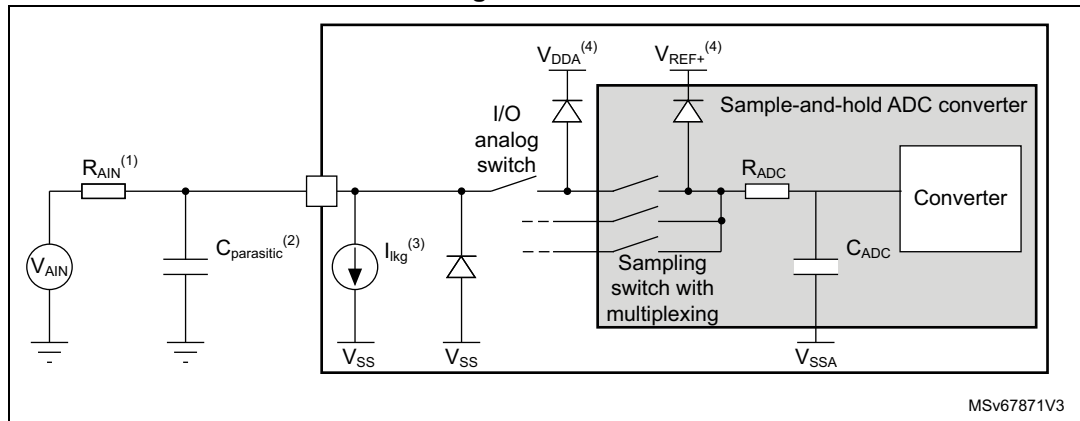 V_DDA^(4)
V_REF+^(4)
Sample-and-hold ADC converter
I/O
analog
switch
R_AIN^(1)
R_ADC
Converter
V_AIN
C_parasitic^(2)
I_lkg^(3)
C_ADC
Sampling
switch with
multiplexing
V_SS
V_SS
V_SSA
MSv67871V3